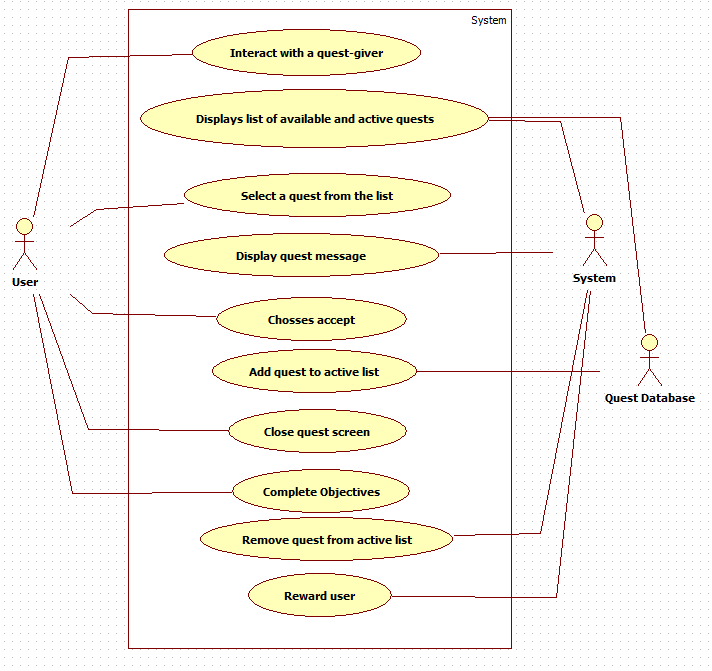 System
Interact with a quest-giver
Displays list of available and active quests
Select a quest from the list
Display quest message
User
System
Chosses accept
Add quest to active list
Quest Database
Close quest screen
Complete Objectives
Remove quest from active list
Reward user